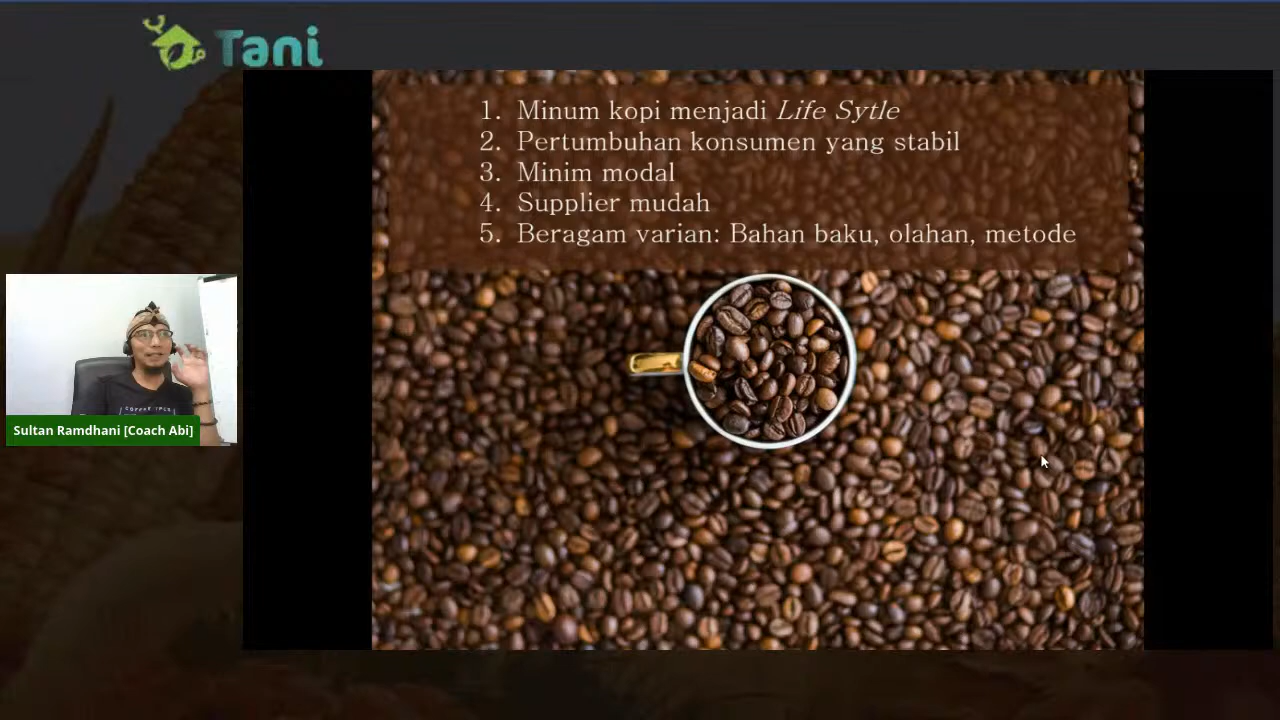 Tani
1. Minum kopi menjadi Life Sytle
2. Pertumbuhan konsumen yang stabil
3. Minim modal
4. Supplier mudah
5. Beragam varian: Bahan baku, olahan, metode
Sultan Ramdhani [Coach Abi]